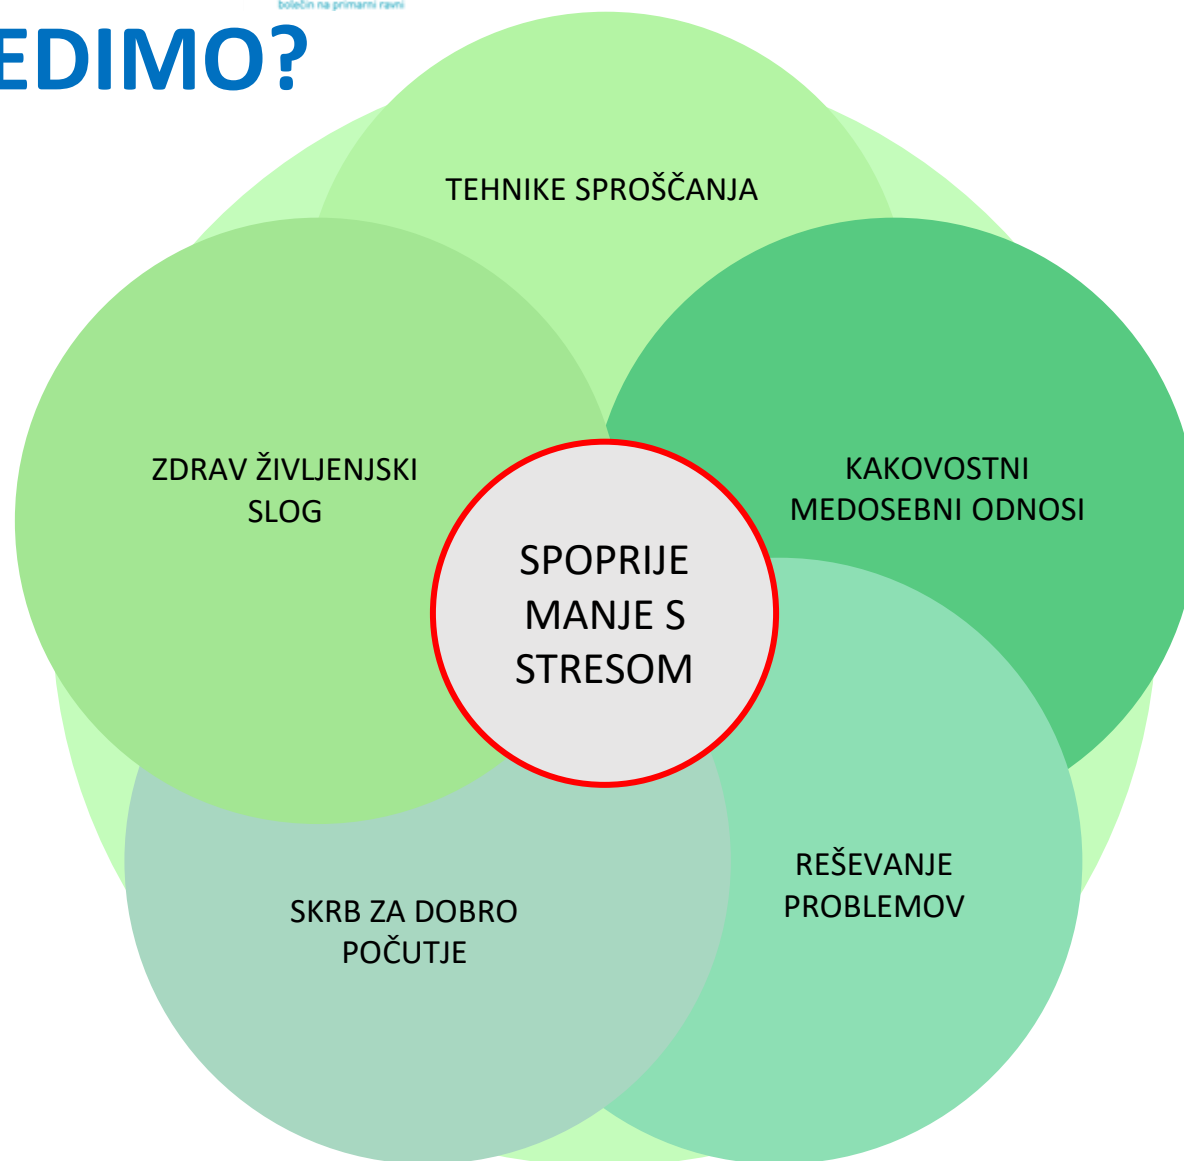 bolečin na primarni ravni
EDIMO?
TEHNIKE SPROŠČANJA
ZDRAV ŽIVLJENJSKI
SLOG
KAKOVOSTNI
MEDOSEBNI ODNOSI
SPOPRIJE
MANJE S
STRESOM
REŠEVANJE
PROBLEMOV
SKRB ZA DOBRO
POČUTJE